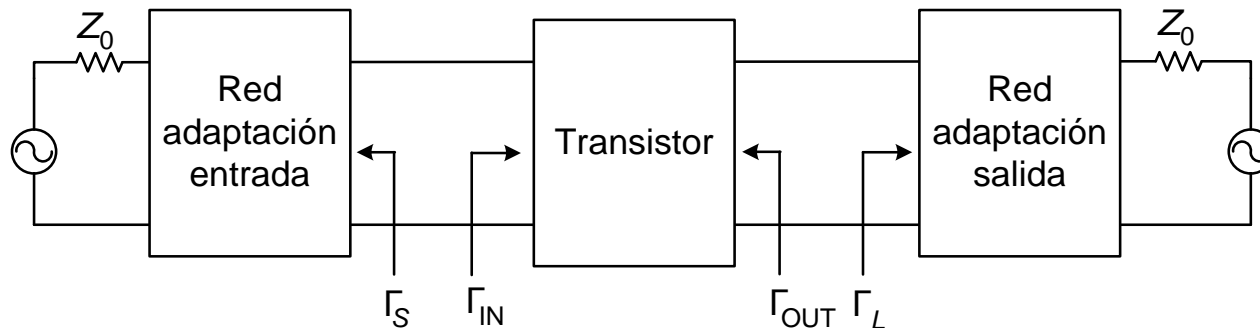 Z0
Red
adaptación
entrada
Transistor
Red
adaptación
salida
Z0
ΓS
ΓIN
ΓOUT
ΓL